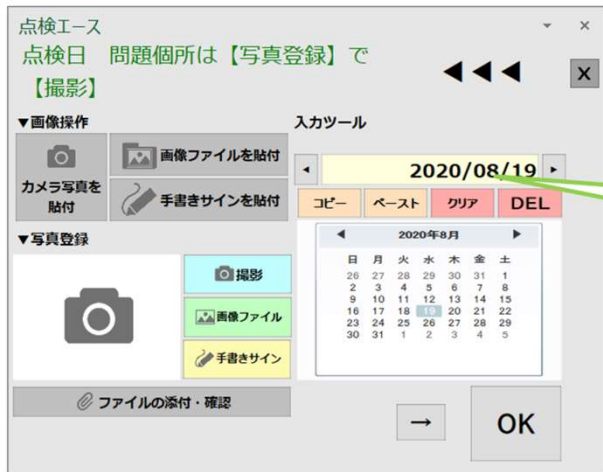 点検エース
点検日 問題個所は【写真登録】で
【撮影】
◀◀◀
X
▼画像操作
カメラ写真を
貼付
画像ファイルを貼付
手書きサインを貼付
▼写真登録
撮影
画像ファイル
手書きサイン
ファイルの添付・確認
入力ツール
2020/08/19
コピー ペースト クリア DEL
2020年8月
日 月 火 水 木 金 土
26 27 28 29 30 31 1
2 3 4 5 6 7 8
9 10 11 12 13 14 15
16 17 18 19 20 21 22
23 24 25 26 27 28 29
30 31 1 2 3 4 5
→
OK